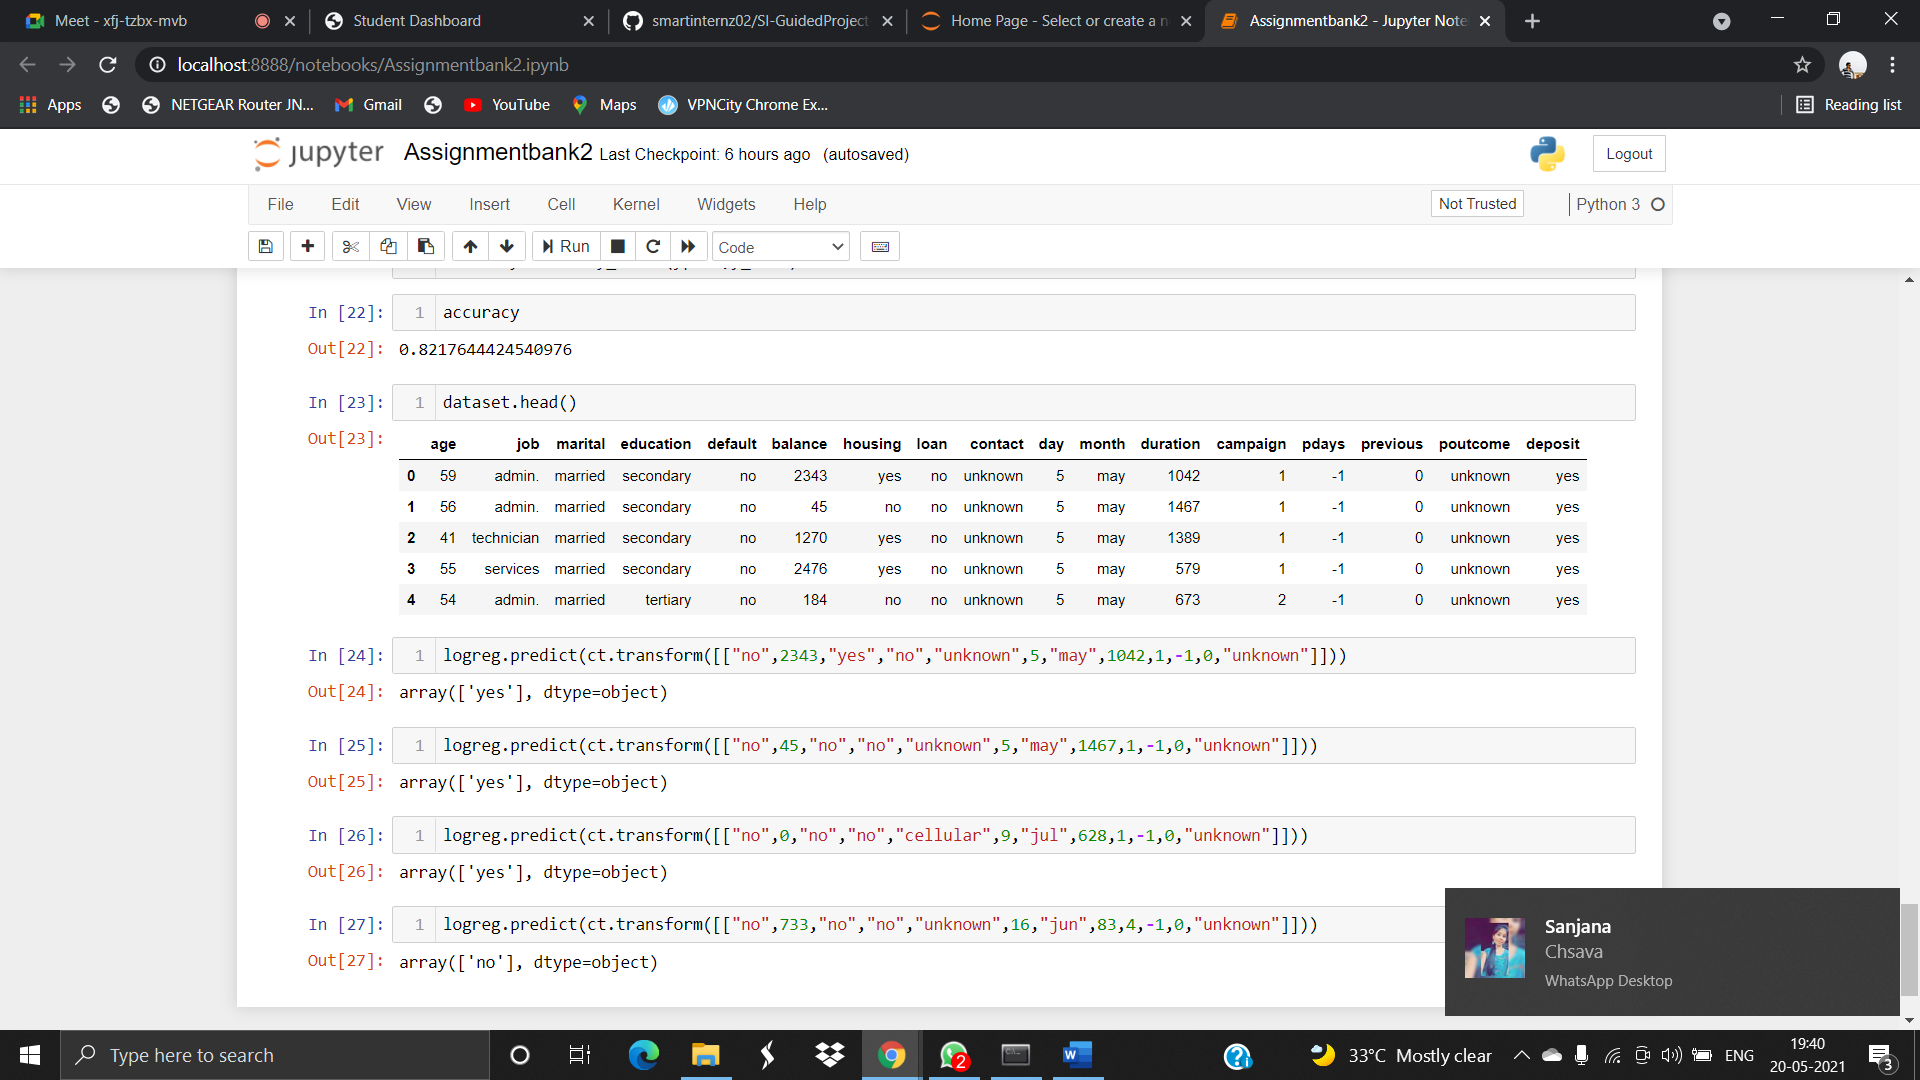 Meet - xfj-tzbx-mvb
Student Dashboard
smartinternz02/SI-GuidedProject
Home Page - Select or create a n
Assignmentbank2 - Jupyter Note
localhost:8888/notebooks/Assignmentbank2.ipynb
Apps
NETGEAR Router JN...
Gmail
YouTube
Maps
VPNCity Chrome Ex...
Reading list
jupyter Assignmentbank2 Last Checkpoint: 6 hours ago (autosaved)
Logout
File Edit View Insert Cell Kernel Widgets Help
Not Trusted
Python 3
Run
Code
In [22]: 1 accuracy
Out[22]: 0.8217644424540976
In [23]: 1 dataset.head()
Out[23]:
age job marital education default balance housing loan contact day month duration campaign pdays previous poutcome deposit
0 59 admin. married secondary no 2343 yes no unknown 5 may 1042 1 -1 0 unknown yes
1 56 admin. married secondary no 45 no no unknown 5 may 1467 1 -1 0 unknown yes
2 41 technician married secondary no 1270 yes no unknown 5 may 1389 1 -1 0 unknown yes
3 55 services married secondary no 2476 yes no unknown 5 may 579 1 -1 0 unknown yes
4 54 admin. married tertiary no 184 no no unknown 5 may 673 2 -1 0 unknown yes
In [24]: 1 logreg.predict(ct.transform([["no",2343,"yes","no","unknown",5,"may",1042,1,-1,0,"unknown"]]))
Out[24]: array(['yes'], dtype=object)
In [25]: 1 logreg.predict(ct.transform([["no",45,"no","no","unknown",5,"may",1467,1,-1,0,"unknown"]]))
Out[25]: array(['yes'], dtype=object)
In [26]: 1 logreg.predict(ct.transform([["no",0,"no","no","cellular",9,"jul",628,1,-1,0,"unknown"]]))
Out[26]: array(['yes'], dtype=object)
In [27]: 1 logreg.predict(ct.transform([["no",733,"no","no","unknown",16,"jun",83,4,-1,0,"unknown"]]))
Out[27]: array(['no'], dtype=object)
Sanjana
Chsava
WhatsApp Desktop
Type here to search
2
W
33°C Mostly clear
ENG
19:40
20-05-2021
3